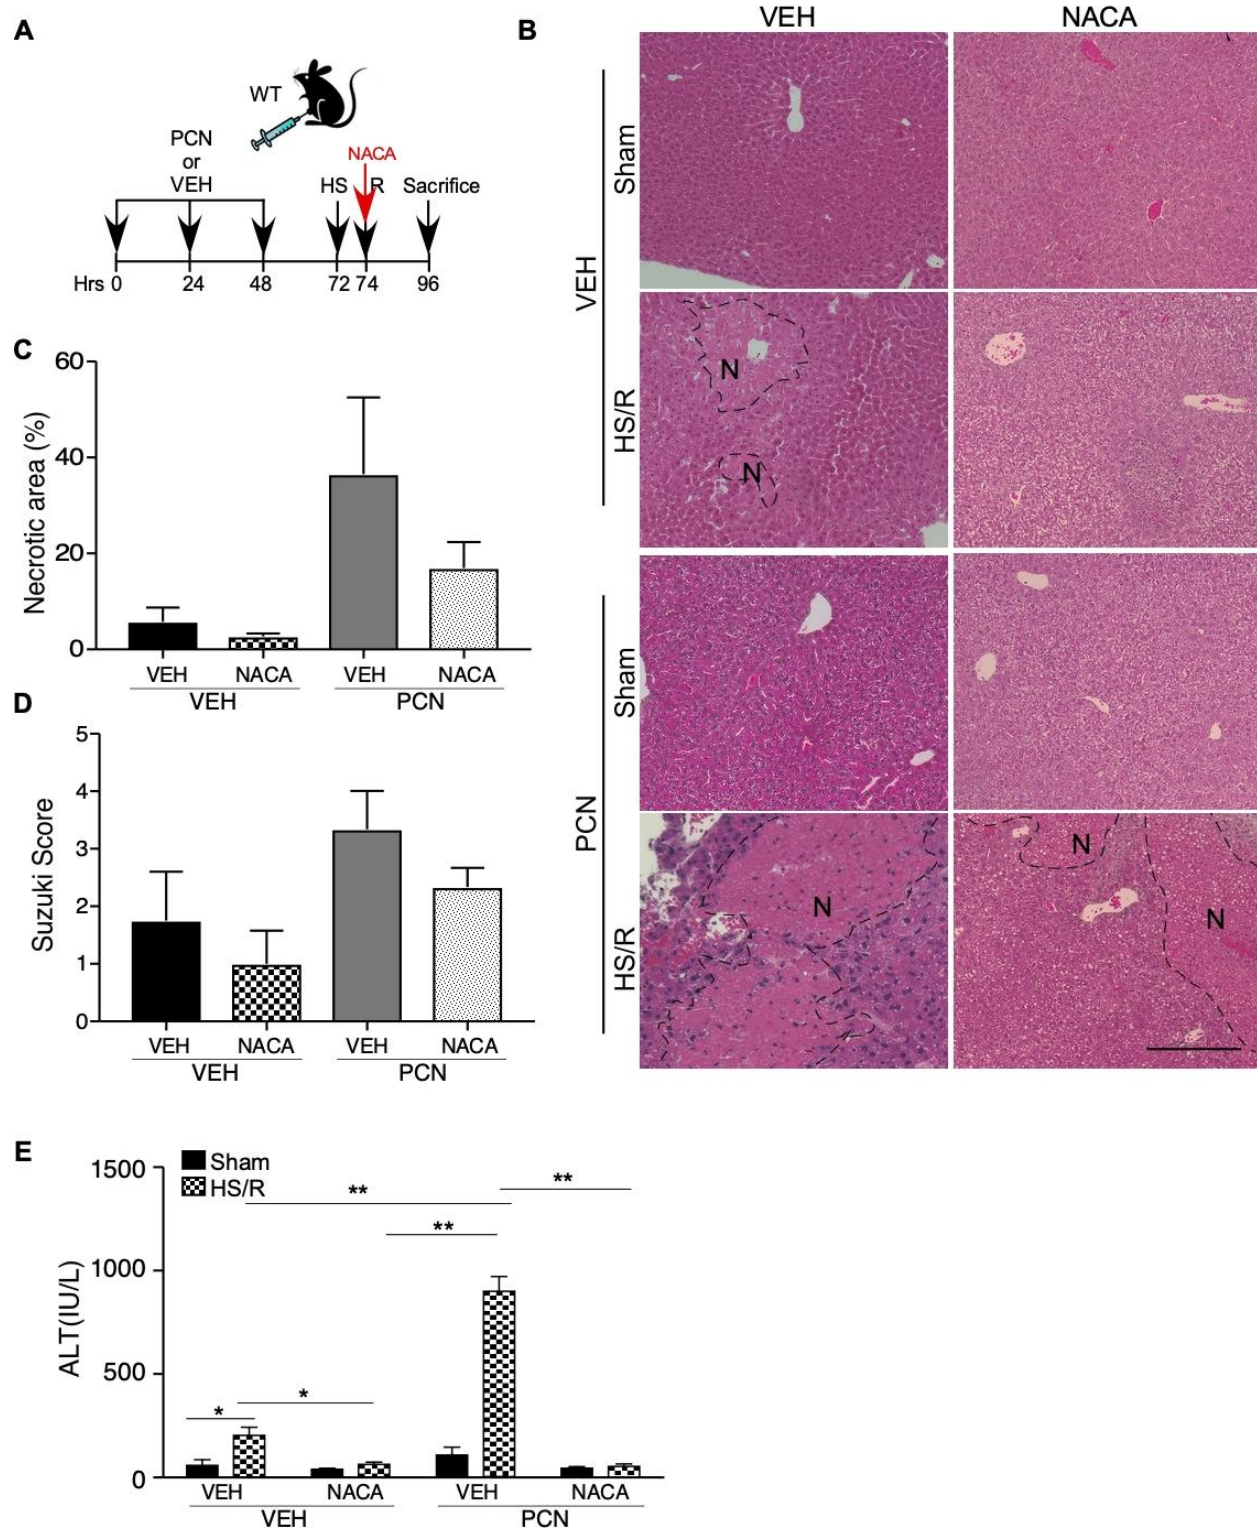 A
WT
PCN
or
VEH
NACA
HS R Sacrifice
Hrs 0 24 48 72 74 96
B
VEH NACA
VEH
Sham
HS/R
N
N
PCN
Sham
HS/R
N
N
N
C
Necrotic area (%)
60
40
20
0
VEH NACA VEH NACA
VEH PCN
D
Suzuki Score
5
4
3
2
1
0
VEH NACA VEH NACA
VEH PCN
E
Sham
HS/R
ALT(IU/L)
1500
1000
500
0
** **
**
* *
VEH NACA VEH NACA
VEH PCN